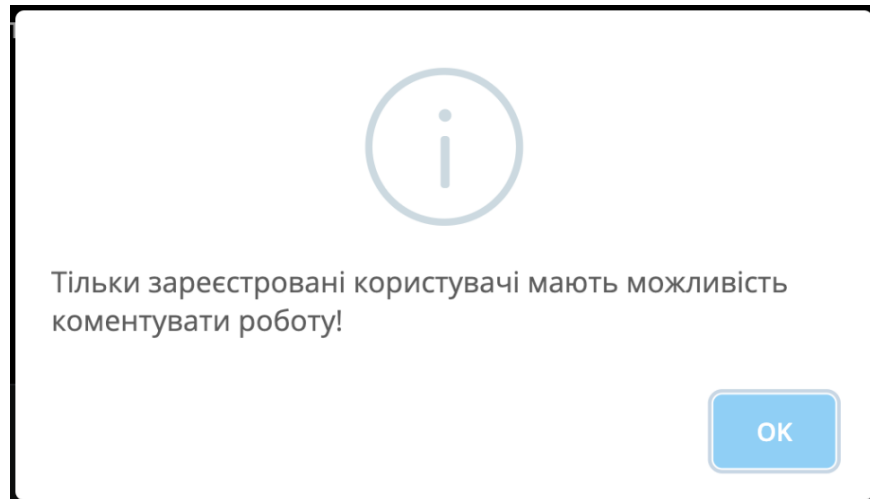 Тільки зареєстровані користувачі мають можливість
коментувати роботу!
OK